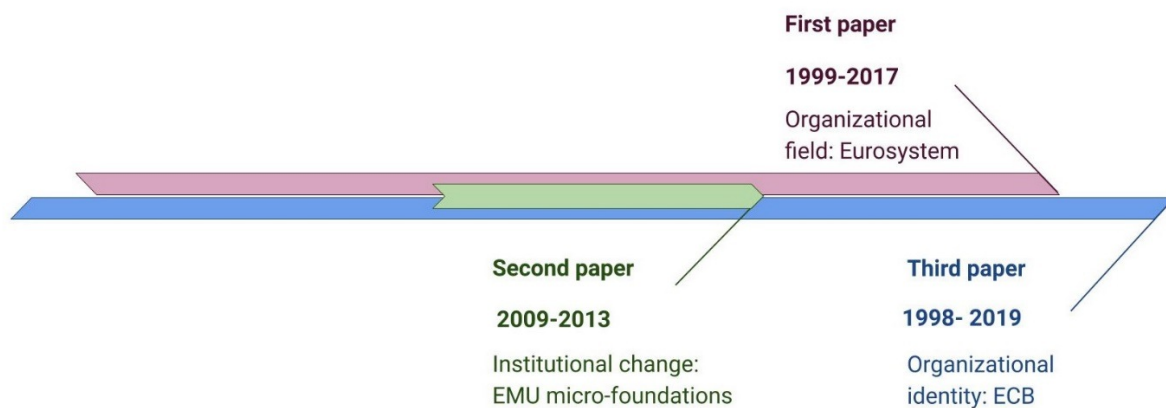 First paper
1999-2017
Organizational
field: Eurosystem
Second paper
2009-2013
Institutional change:
EMU micro-foundations
Third paper
1998- 2019
Organizational
identity: ECB